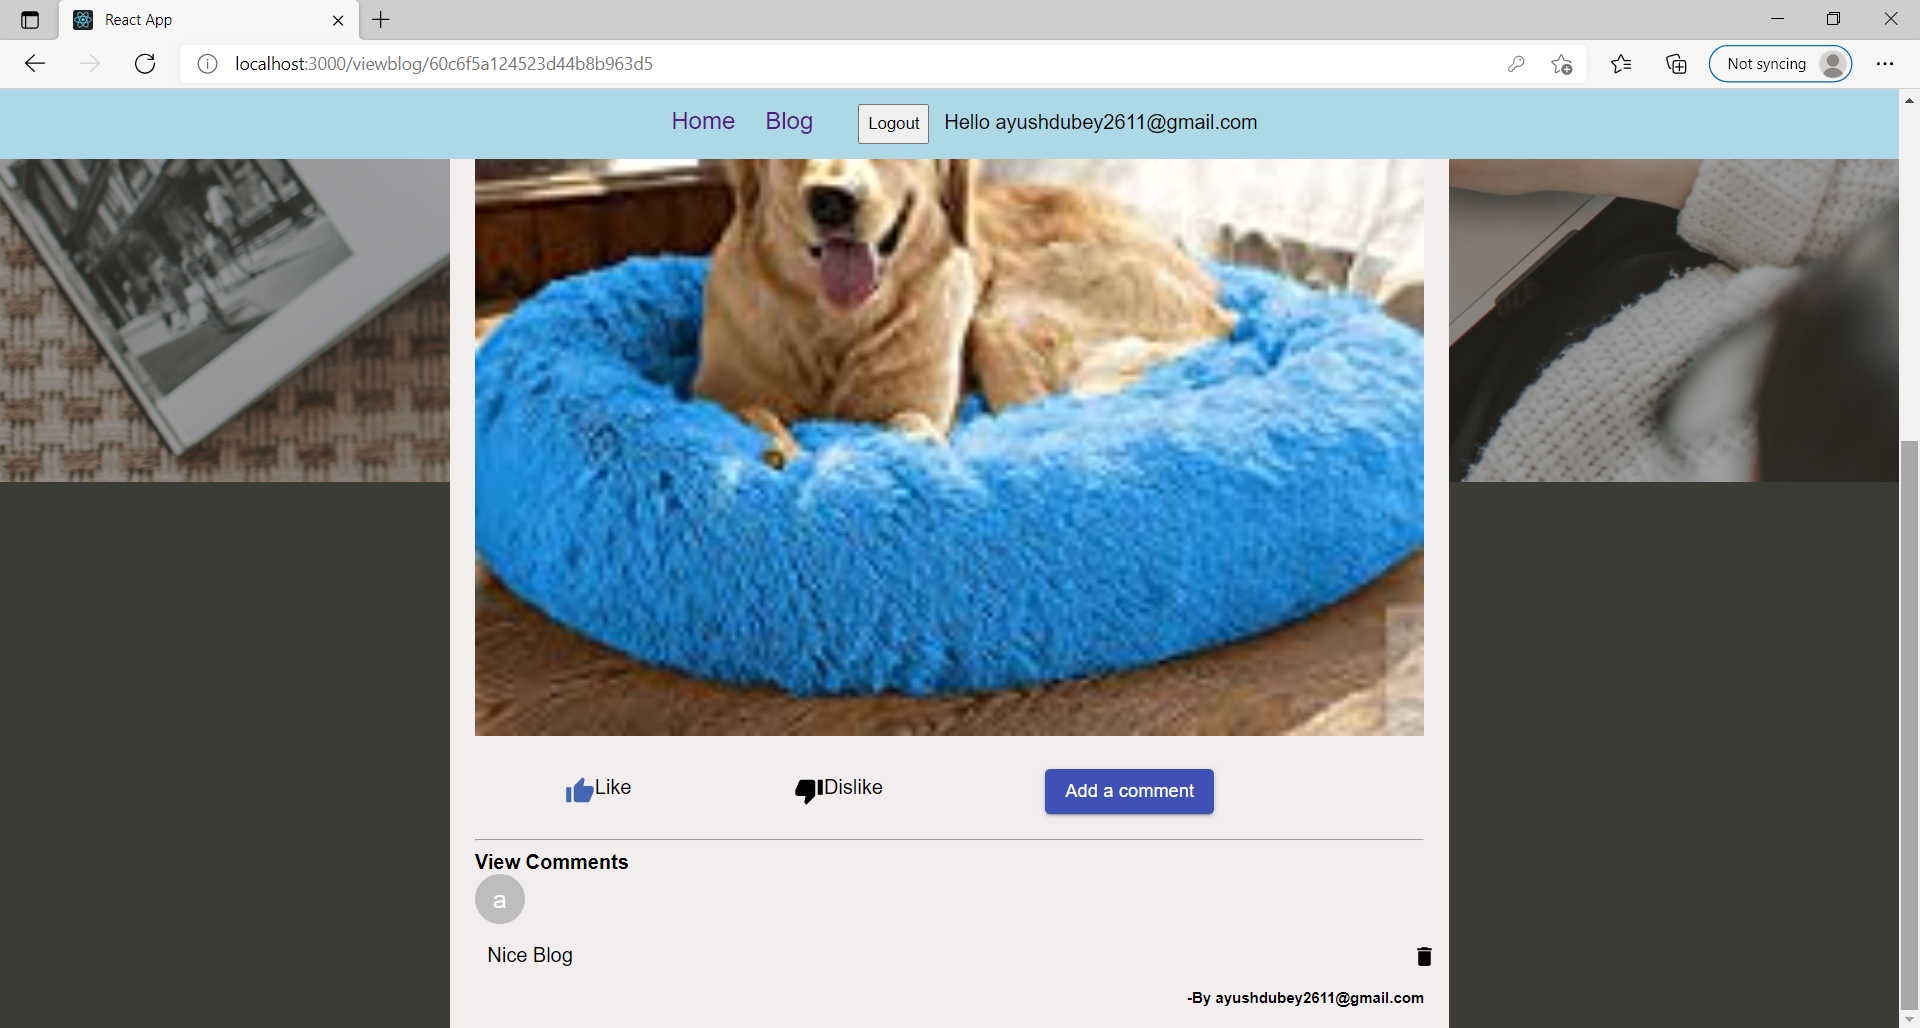 React App
localhost:3000/viewblog/60c6f5a124523d44b8b963d5
Not syncing
Home Blog Logout Hello ayushdubey2611@gmail.com
Like Dislike Add a comment
View Comments
a
Nice Blog
-By ayushdubey2611@gmail.com